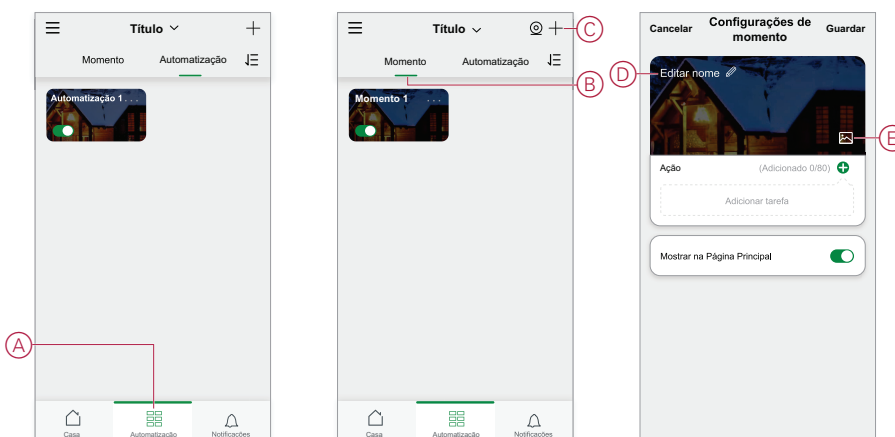 Título
Momento Automatização
Automatização 1 . . .
Casa Automatização Notificações
A
Título
Momento Automatização
Momento 1 . . .
Casa Automatização Notificações
B
C
Cancelar Configurações de momento Guardar
Editar nome
Ação (Adicionado 0/80)
Adicionar tarefa
Mostrar na Página Principal
D
E